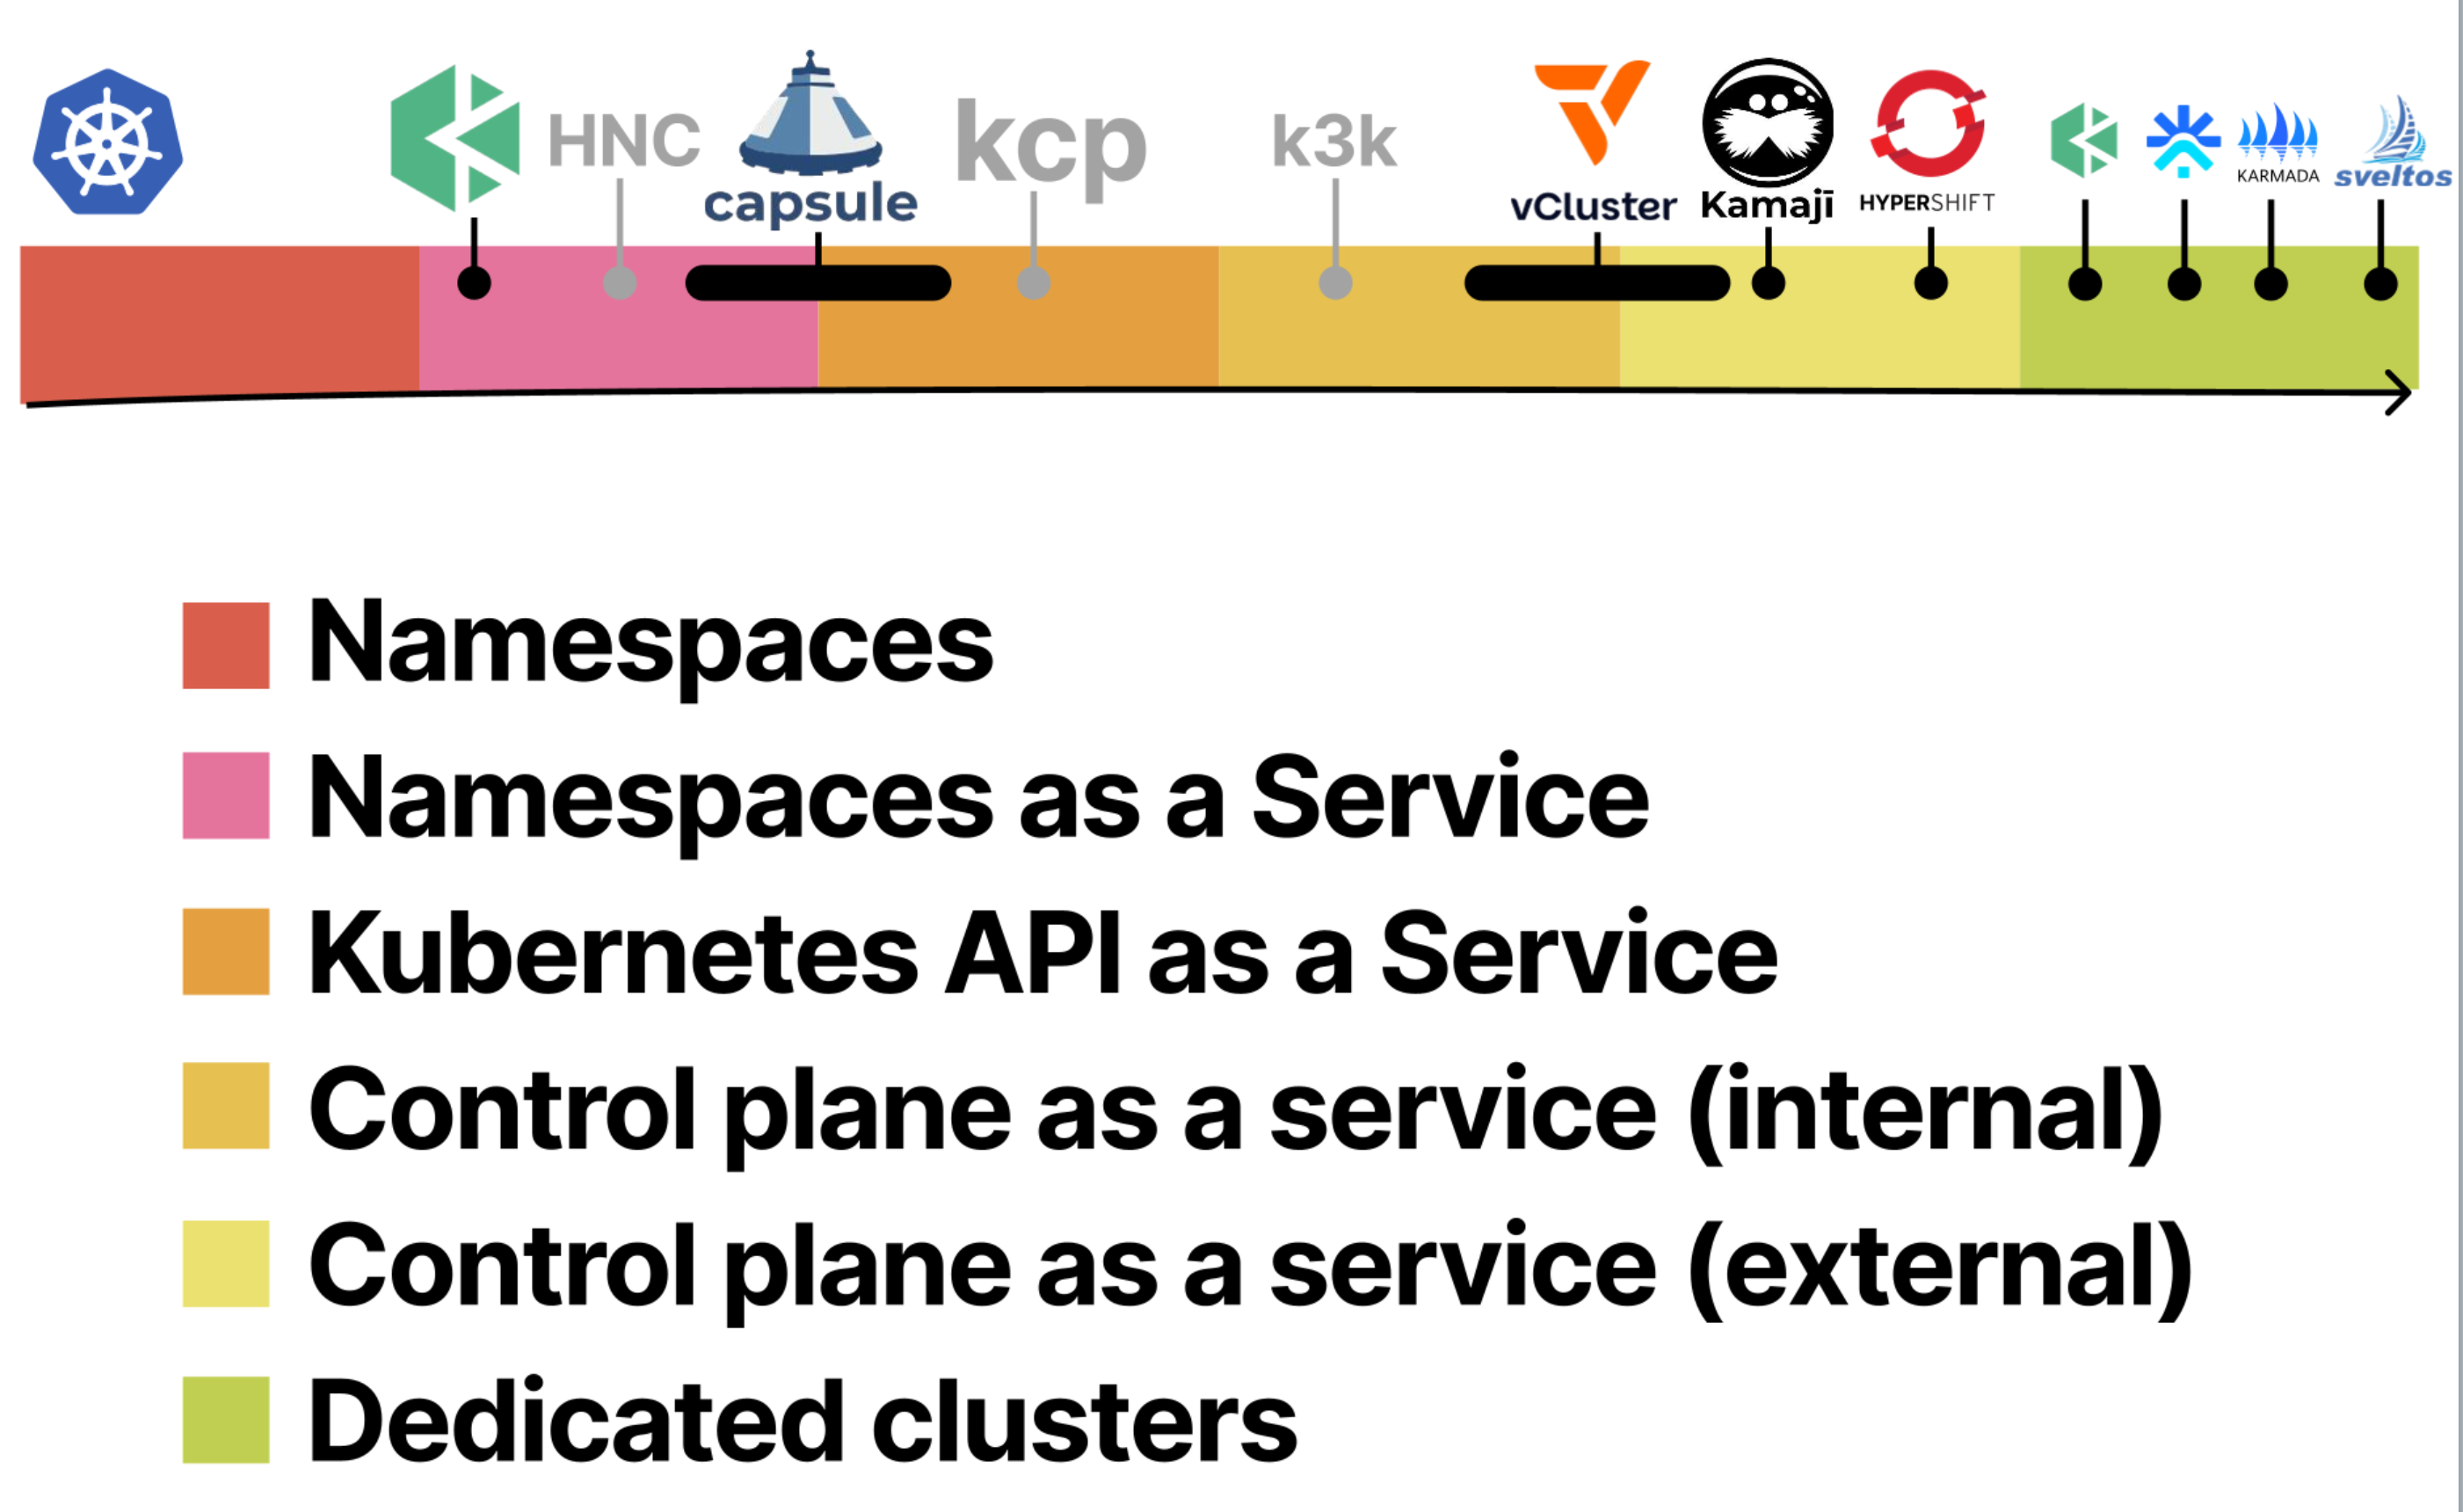 HNC
capsule
kcp
k3k
vCluster
Kamaji
HYPERSHIFT
KARMADA
sveltos
Namespaces
Namespaces as a Service
Kubernetes API as a Service
Control plane as a service (internal)
Control plane as a service (external)
Dedicated clusters